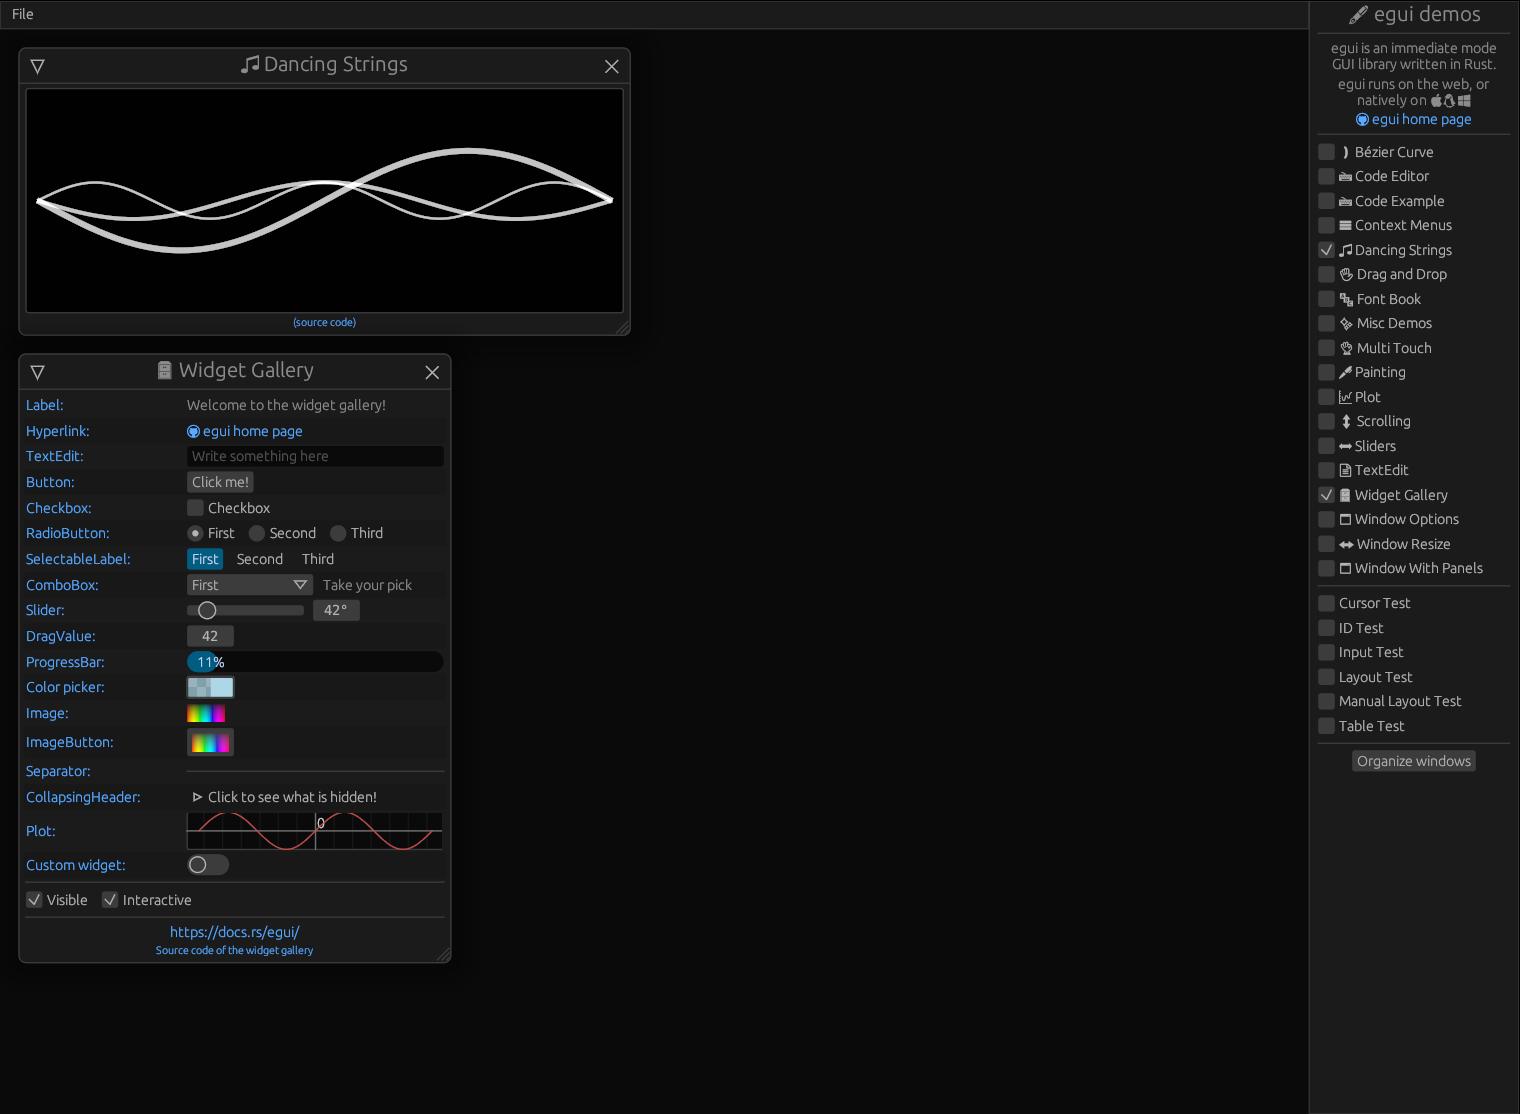 File
Dancing Strings
(source code)
Widget Gallery
Label: Welcome to the widget gallery!
Hyperlink: egui home page
TextEdit: Write something here
Button: Click me!
Checkbox: Checkbox
RadioButton: First Second Third
SelectableLabel: First Second Third
ComboBox: First Take your pick
Slider: 42°
DragValue: 42
ProgressBar: 11%
Color picker:
Image:
ImageButton:
Separator:
CollapsingHeader: Click to see what is hidden!
Plot: 0
Custom widget:
Visible Interactive
https://docs.rs/egui/
Source code of the widget gallery
egui demos
egui is an immediate mode
GUI library written in Rust.
egui runs on the web, or
natively on
egui home page
Bézier Curve
Code Editor
Code Example
Context Menus
Dancing Strings
Drag and Drop
Font Book
Misc Demos
Multi Touch
Painting
Plot
Scrolling
Sliders
TextEdit
Widget Gallery
Window Options
Window Resize
Window With Panels
Cursor Test
ID Test
Input Test
Layout Test
Manual Layout Test
Table Test
Organize windows